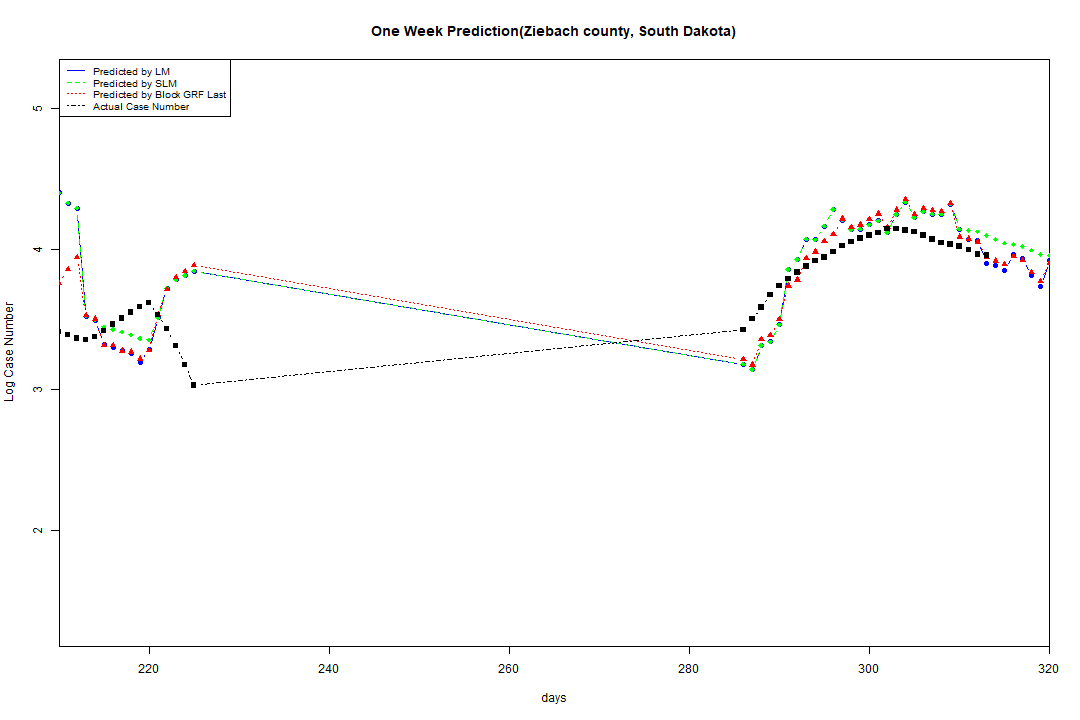 One Week Prediction(Ziebach county, South Dakota)
Predicted by LM
Predicted by SLM
Predicted by Block GRF Last
Actual Case Number
5
4
3
2
Log Case Number
220 240 260 280 300 320
days